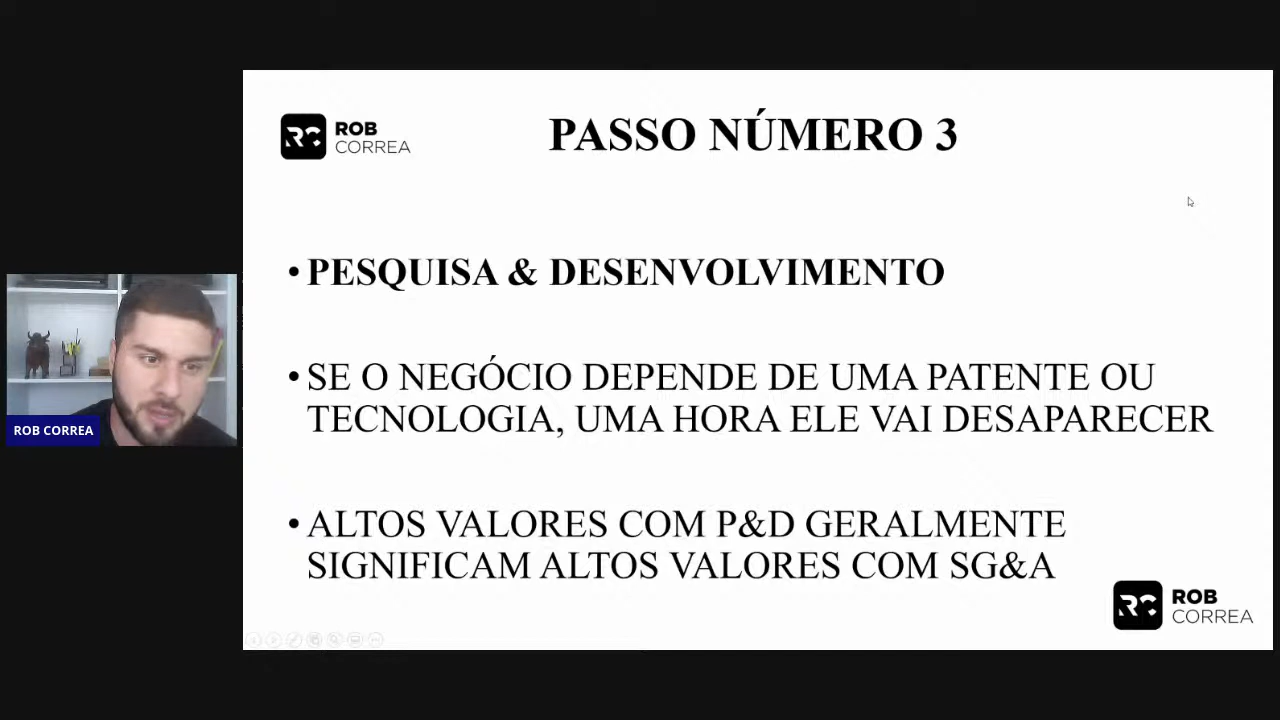 ROB
CORREA
PASSO NÚMERO 3
• PESQUISA & DESENVOLVIMENTO
• SE O NEGÓCIO DEPENDE DE UMA PATENTE OU
TECNOLOGIA, UMA HORA ELE VAI DESAPARECER
• ALTOS VALORES COM P&D GERALMENTE
SIGNIFICAM ALTOS VALORES COM SG&A
ROB
CORREA
ROB CORREA